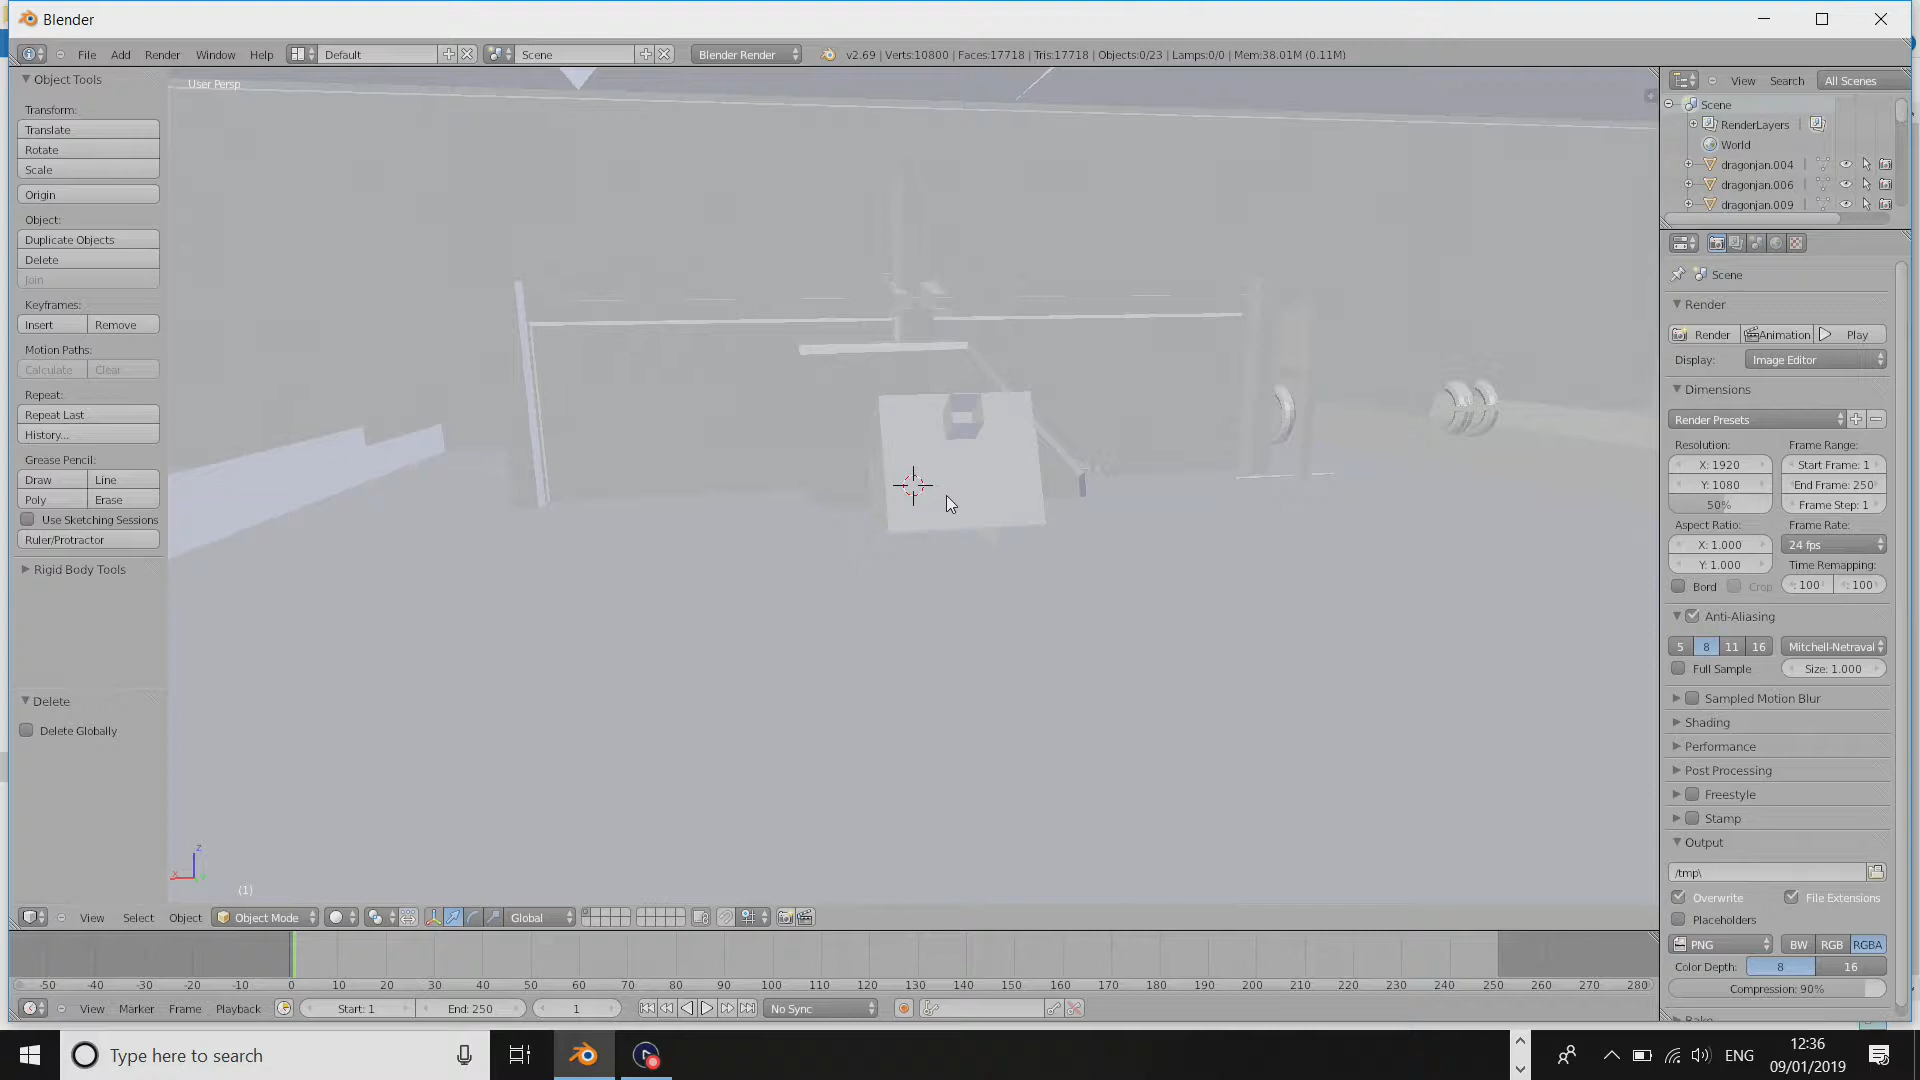 Blender
File Add Render Window Help Default Scene Blender Render v2.69 | Verts:10800 | Faces:17718 | Tris:17718 | Objects:0/23 | Lamps:0/0 | Mem:38.01M (0.11M)
Object Tools
Transform:
Translate
Rotate
Scale
Origin
Object:
Duplicate Objects
Delete
Join
Keyframes:
Insert Remove
Motion Paths:
Calculate Clear
Repeat:
Repeat Last
History...
Grease Pencil:
Draw Line
Poly Erase
Use Sketching Sessions
Ruler/Protractor
Rigid Body Tools
Delete
Delete Globally
User Persp
z
x
(1)
View Search All Scenes
Scene
RenderLayers
World
dragonjan.004
dragonjan.006
dragonjan.009
Scene
Render
Render Animation Play
Display: Image Editor
Dimensions
Render Presets
Resolution: Frame Range:
X: 1920 Start Frame: 1
Y: 1080 End Frame: 250
50% Frame Step: 1
Aspect Ratio: Frame Rate:
X: 1.000 24 fps
Y: 1.000 Time Remapping:
Bord Crop : 100 : 100
Anti-Aliasing
5 8 11 16 Mitchell-Netraval
Full Sample Size: 1.000
Sampled Motion Blur
Shading
Performance
Post Processing
Freestyle
Stamp
Output
/tmp\
Overwrite File Extensions
Placeholders
PNG BW RGB RGBA
Color Depth: 8 16
Compression: 90%
View Select Object Object Mode Global
-50 -40 -30 -20 -10 0 10 20 30 40 50 60 70 80 90 100 110 120 130 140 150 160 170 180 190 200 210 220 230 240 250 260 270 280
View Marker Frame Playback Start: 1 End: 250 1 No Sync
Type here to search
ENG
12:36
09/01/2019